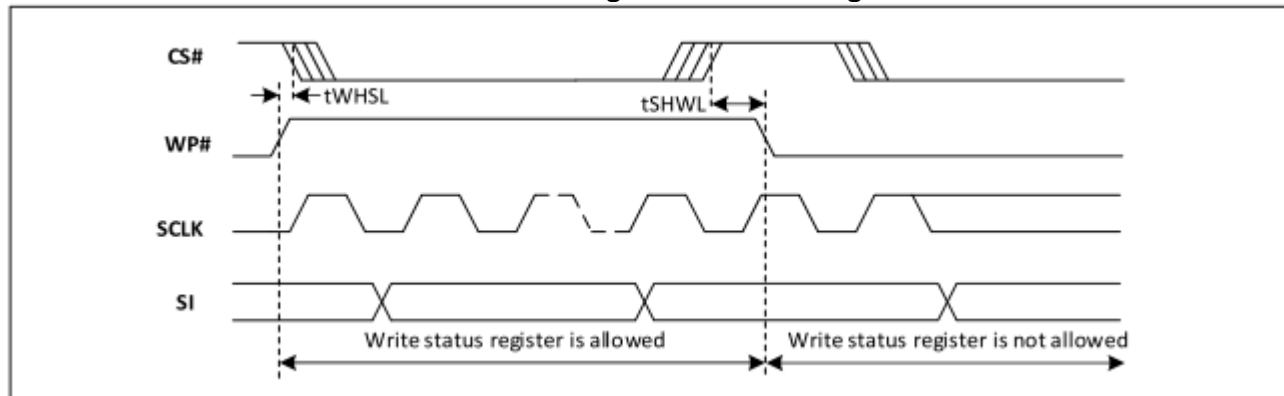 CS#
tWHSL
tSHWL
WP#
SCLK
SI
Write status register is allowed
Write status register is not allowed